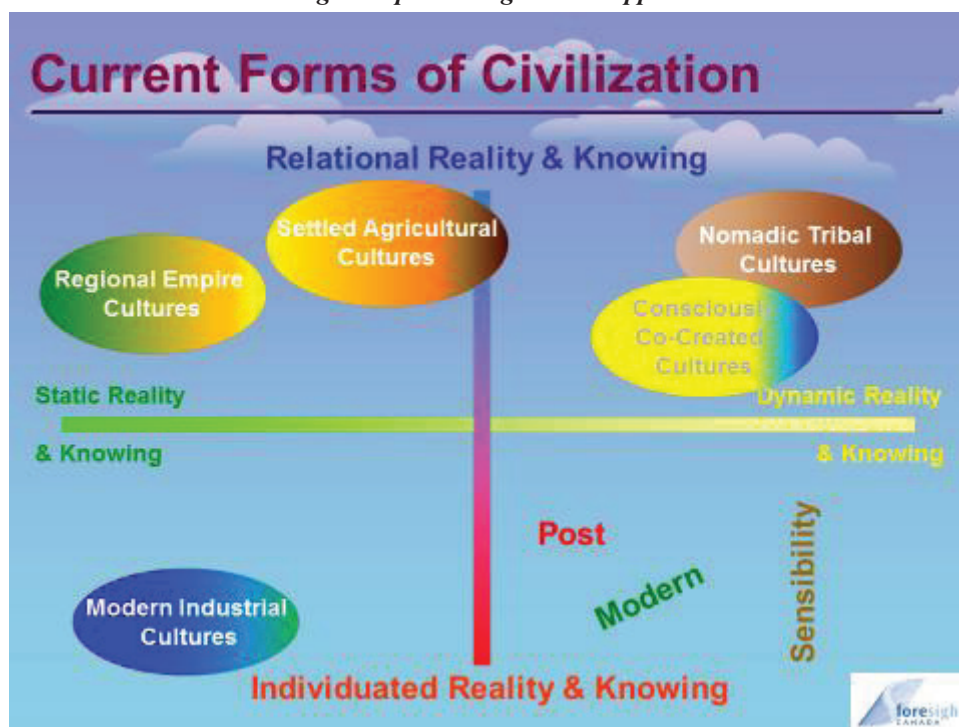 Current Forms of Civilization
Relational Reality & Knowing
Settled Agricultural
Cultures
Nomadic Tribal
Cultures
Regional Empire
Cultures
Co-Created
Cultures
Static Reality
& Knowing
Dynamic Reality
& Knowing
Post
Modern
Sensibility
Modern Industrial
Cultures
Individuated Reality & Knowing
foresigh
CANADA